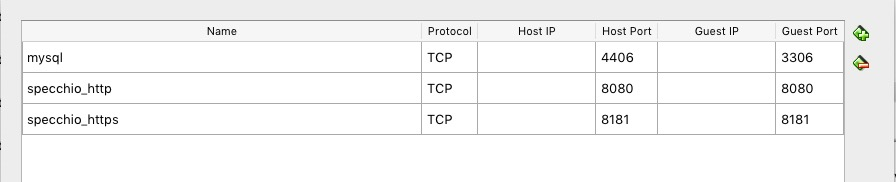 Name Protocol Host IP Host Port Guest IP Guest Port
mysql TCP 4406 3306
specchio_http TCP 8080 8080
specchio_https TCP 8181 8181